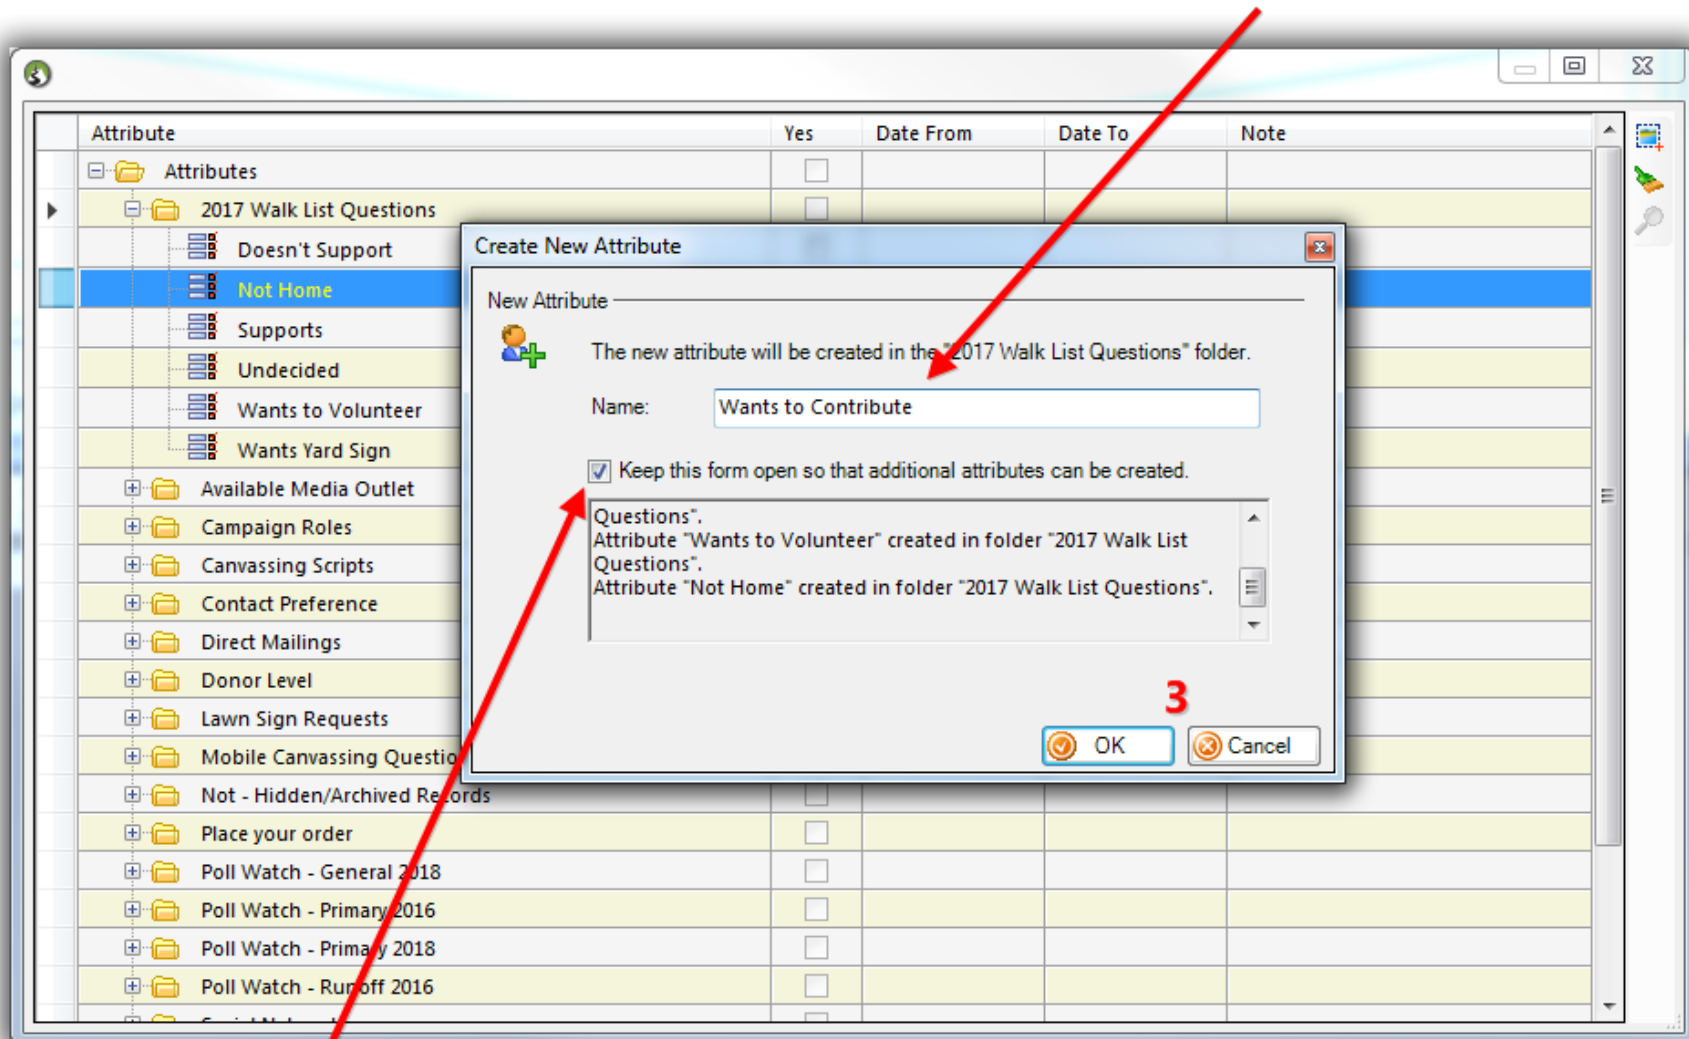 Attribute Yes Date From Date To Note
Attributes
2017 Walk List Questions
Doesn't Support
Not Home
Supports
Undecided
Wants to Volunteer
Wants Yard Sign
Available Media Outlet
Campaign Roles
Canvassing Scripts
Contact Preference
Direct Mailings
Donor Level
Lawn Sign Requests
Mobile Canvassing Questio
Not - Hidden/Archived Records
Place your order
Poll Watch - General 2018
Poll Watch - Primary 2016
Poll Watch - Primary 2018
Poll Watch - Runoff 2016
Create New Attribute
New Attribute
The new attribute will be created in the "2017 Walk List Questions" folder.
Name: Wants to Contribute
Keep this form open so that additional attributes can be created.
Questions".
Attribute "Wants to Volunteer" created in folder "2017 Walk List
Questions".
Attribute "Not Home" created in folder "2017 Walk List Questions".
3
OK Cancel